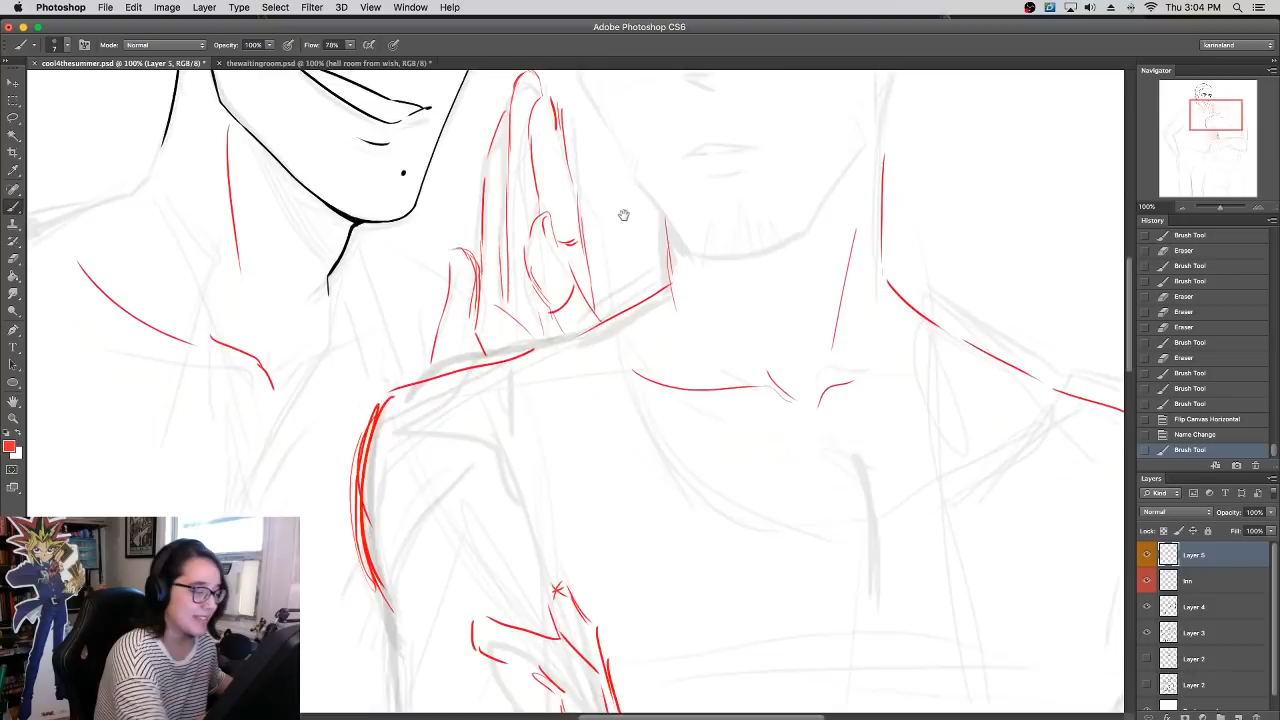 Photoshop File Edit Image Layer Type Select Filter 3D View Window Help Thu 3:04 PM
Adobe Photoshop CS6
7 Mode: Normal Opacity: 100% Flow: 78% karinsland
cool4thesummer.psd @ 100% (Layer 5, RGB/8) * thewaitingroom.psd @ 100% (hell room from wish, RGB/8) *
Navigator
100%
History
Brush Tool
Eraser
Brush Tool
Brush Tool
Eraser
Eraser
Eraser
Brush Tool
Eraser
Brush Tool
Brush Tool
Brush Tool
Flip Canvas Horizontal
Name Change
Brush Tool
Layers
Kind
Normal Opacity: 100%
Lock: Fill: 100%
Layer 5
Inn
Layer 4
Layer 3
Layer 2
Layer 2